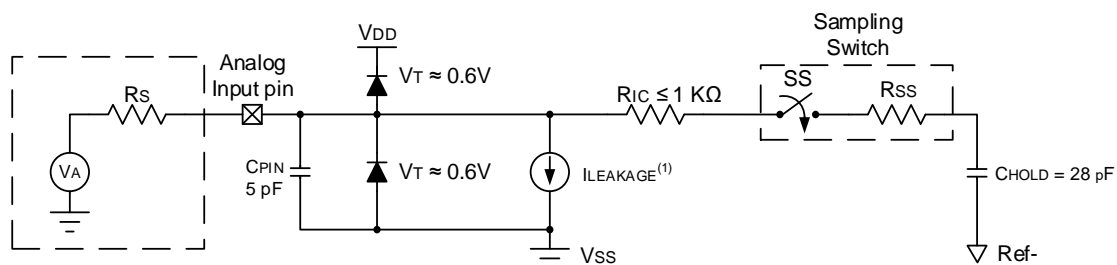 VDD
Analog
Input pin
VT ≈ 0.6V
RS
VA
CPIN
5 pF
VT ≈ 0.6V
ILEAKAGE(1)
VSS
RIC ≤ 1 KΩ
Sampling
Switch
SS
RSS
CHOLD = 28 pF
Ref-